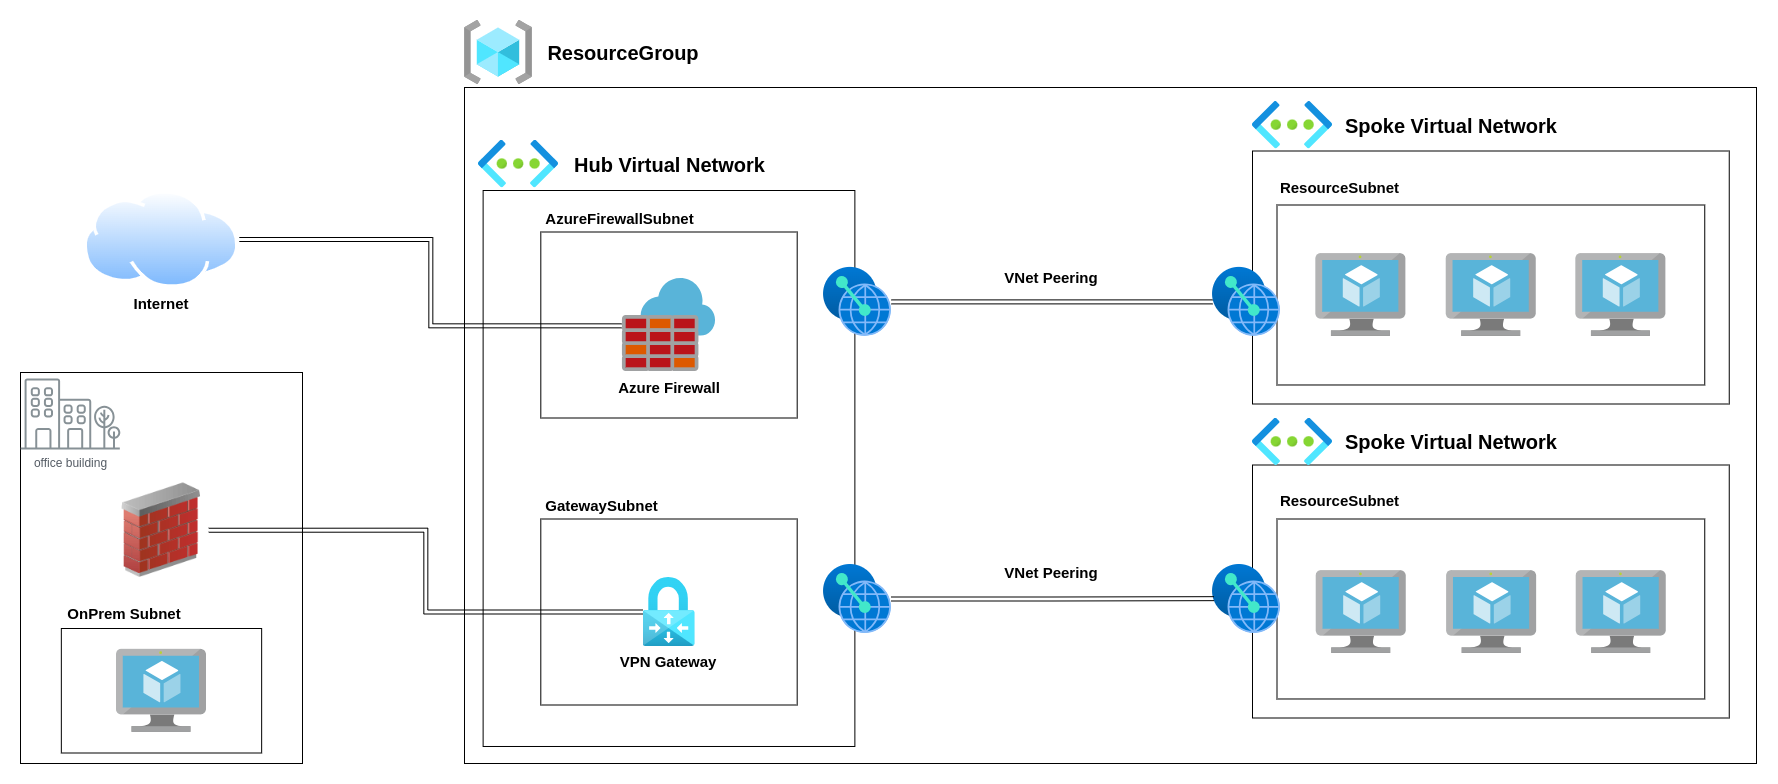 ResourceGroup
Spoke Virtual Network
Hub Virtual Network
ResourceSubnet
AzureFirewallSubnet
VNet Peering
Internet
Azure Firewall
Spoke Virtual Network
office building
GatewaySubnet
ResourceSubnet
VNet Peering
OnPrem Subnet
VPN Gateway